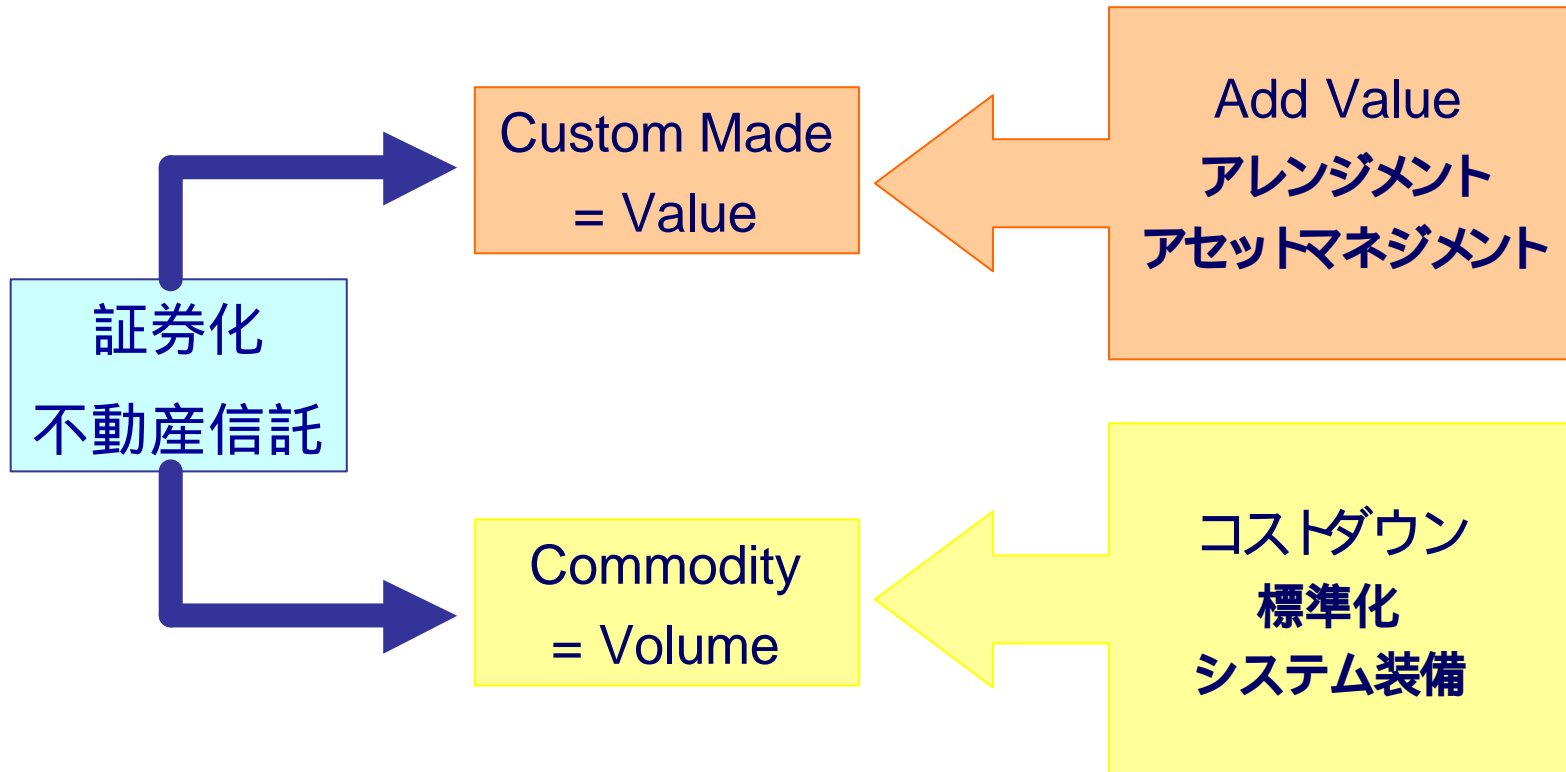 証券化
不動産信託
Custom Made
= Value
Add Value
アレンジメント
アセットマネジメント
Commodity
= Volume
コストダウン
標準化
システム装備